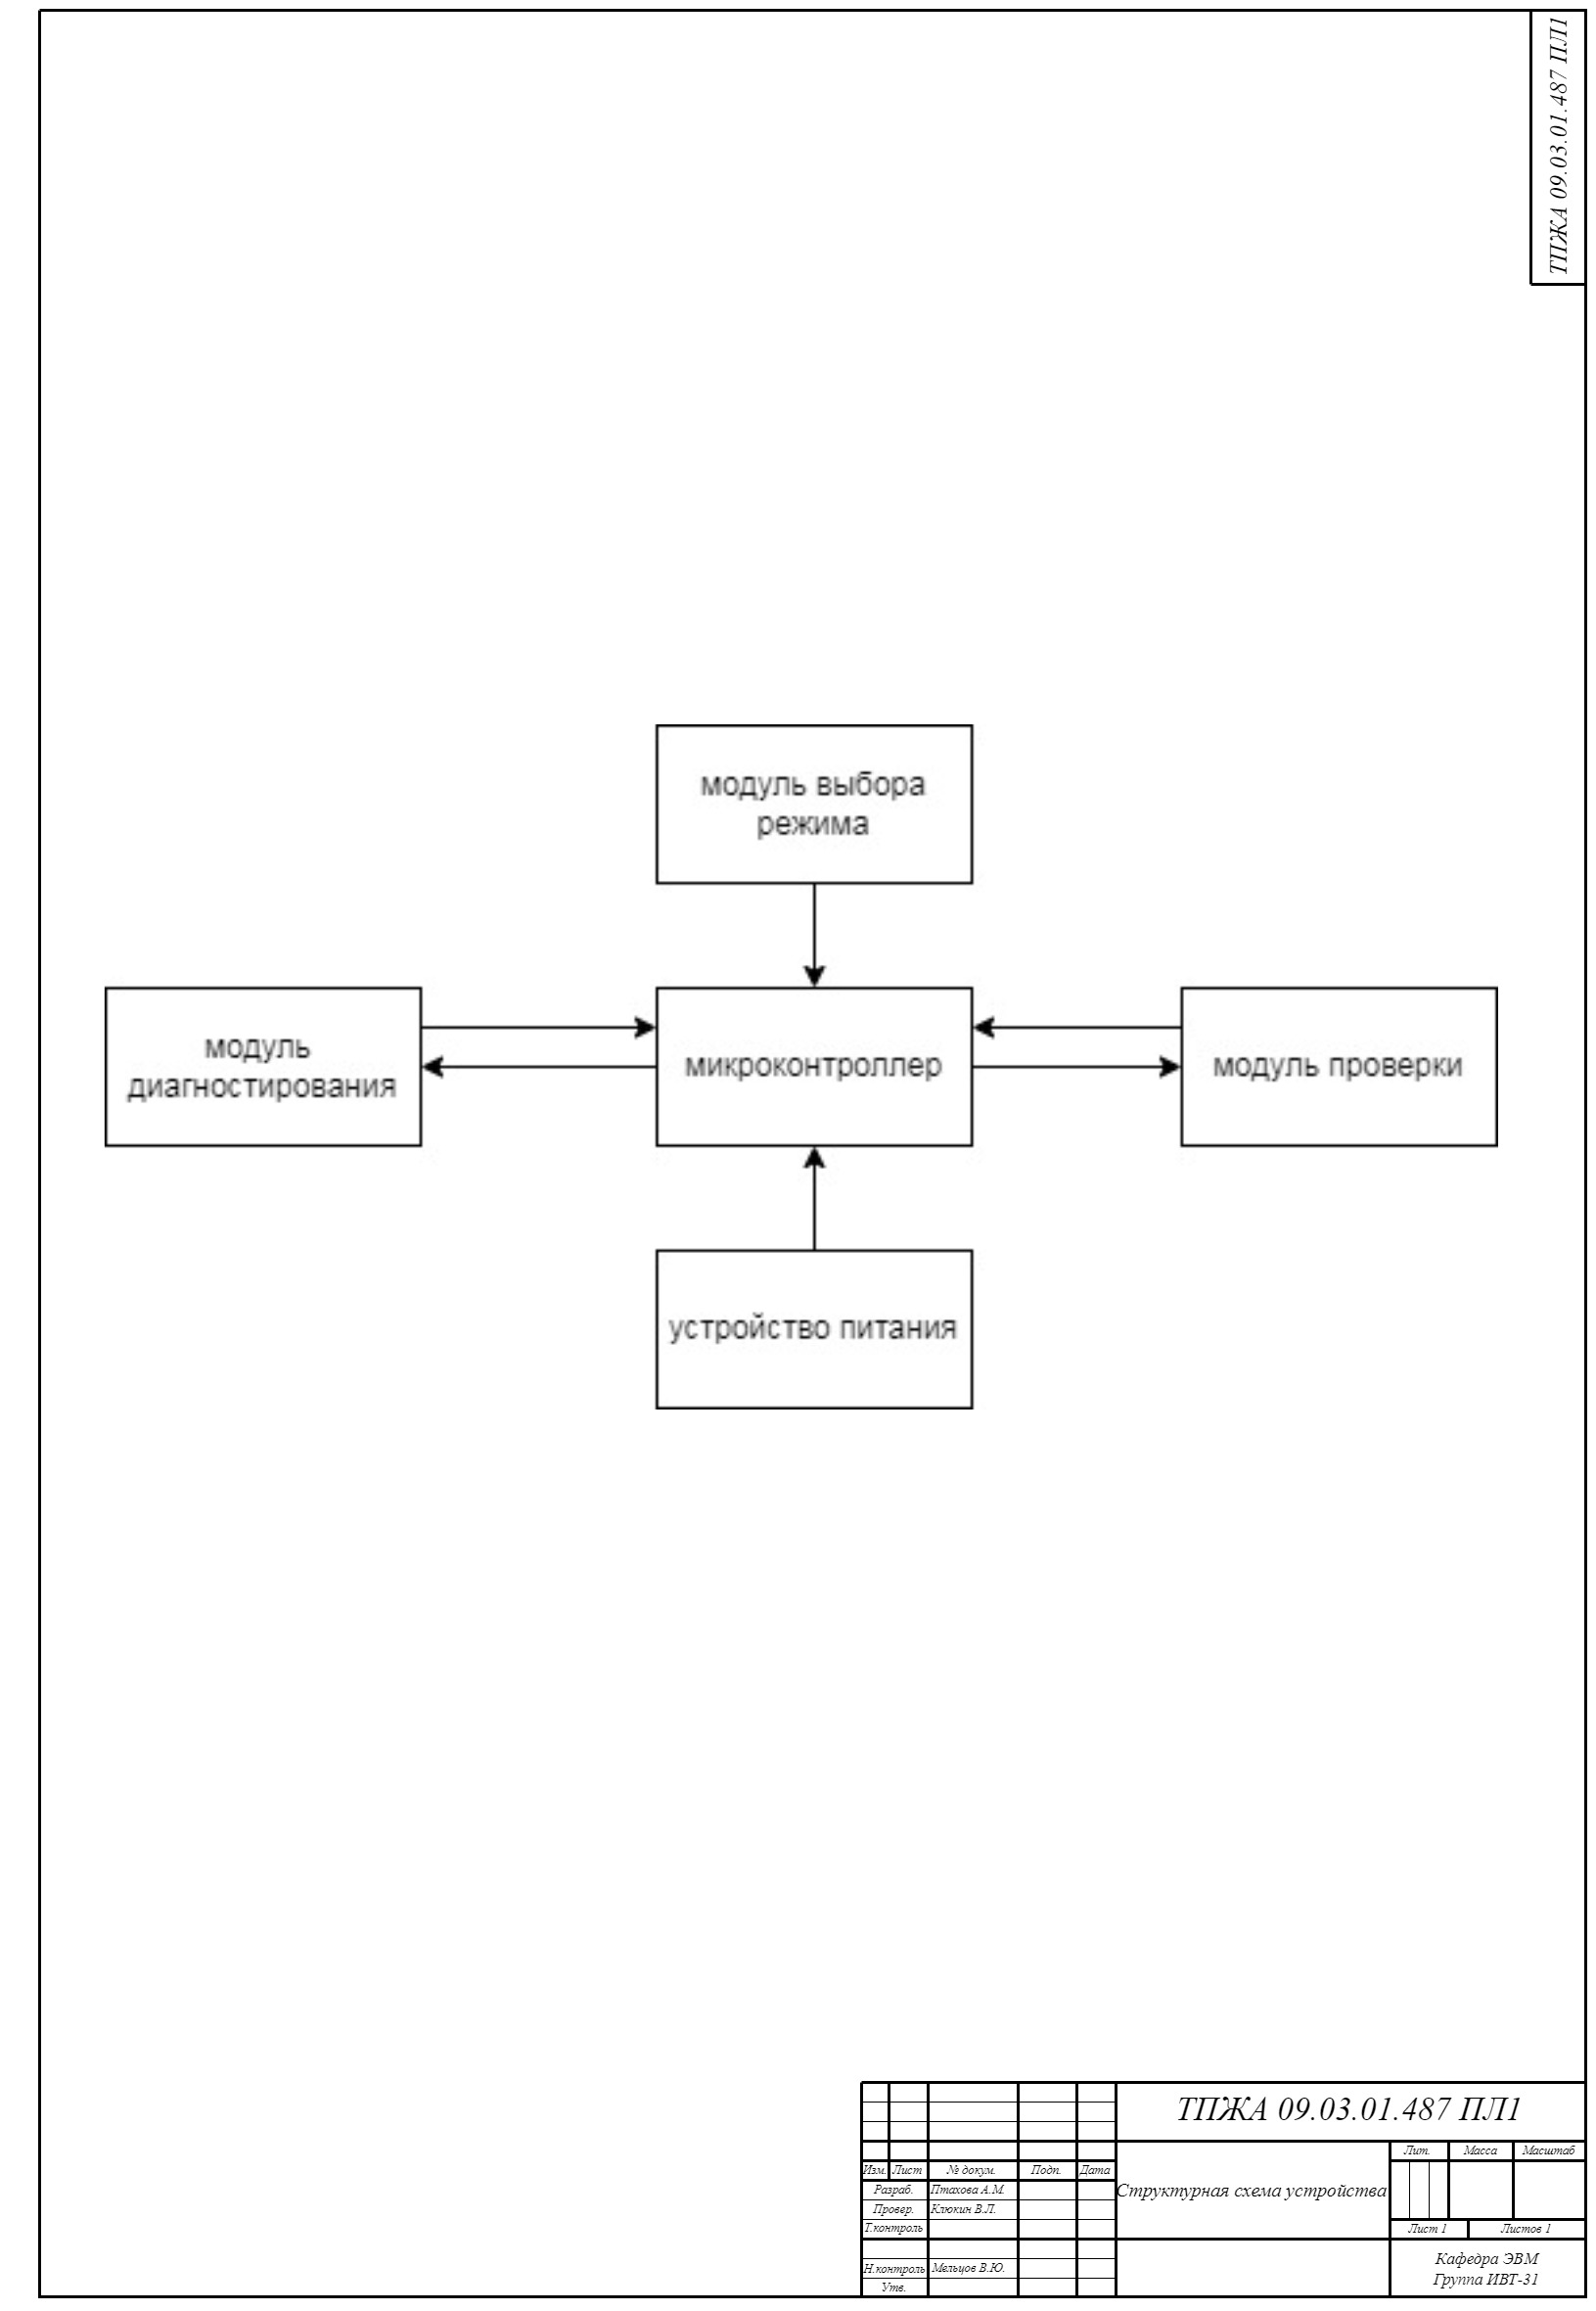 ТПЖА 09.03.01.487 ПЛ1
модуль выбора
режима
модуль
диагностирования
микроконтроллер
модуль проверки
устройство питания
ТПЖА 09.03.01.487 ПЛ1
Лит. Масса Масштаб
Изм. Лист № докум. Подп. Дата
Разраб. Птахова А.М.
Структурная схема устройства
Провер. Клюкин В.Л.
Т.контроль
Лист 1 Листов 1
Н.контроль Мельцов В.Ю.
Утв.
Кафедра ЭВМ
Группа ИВТ-31